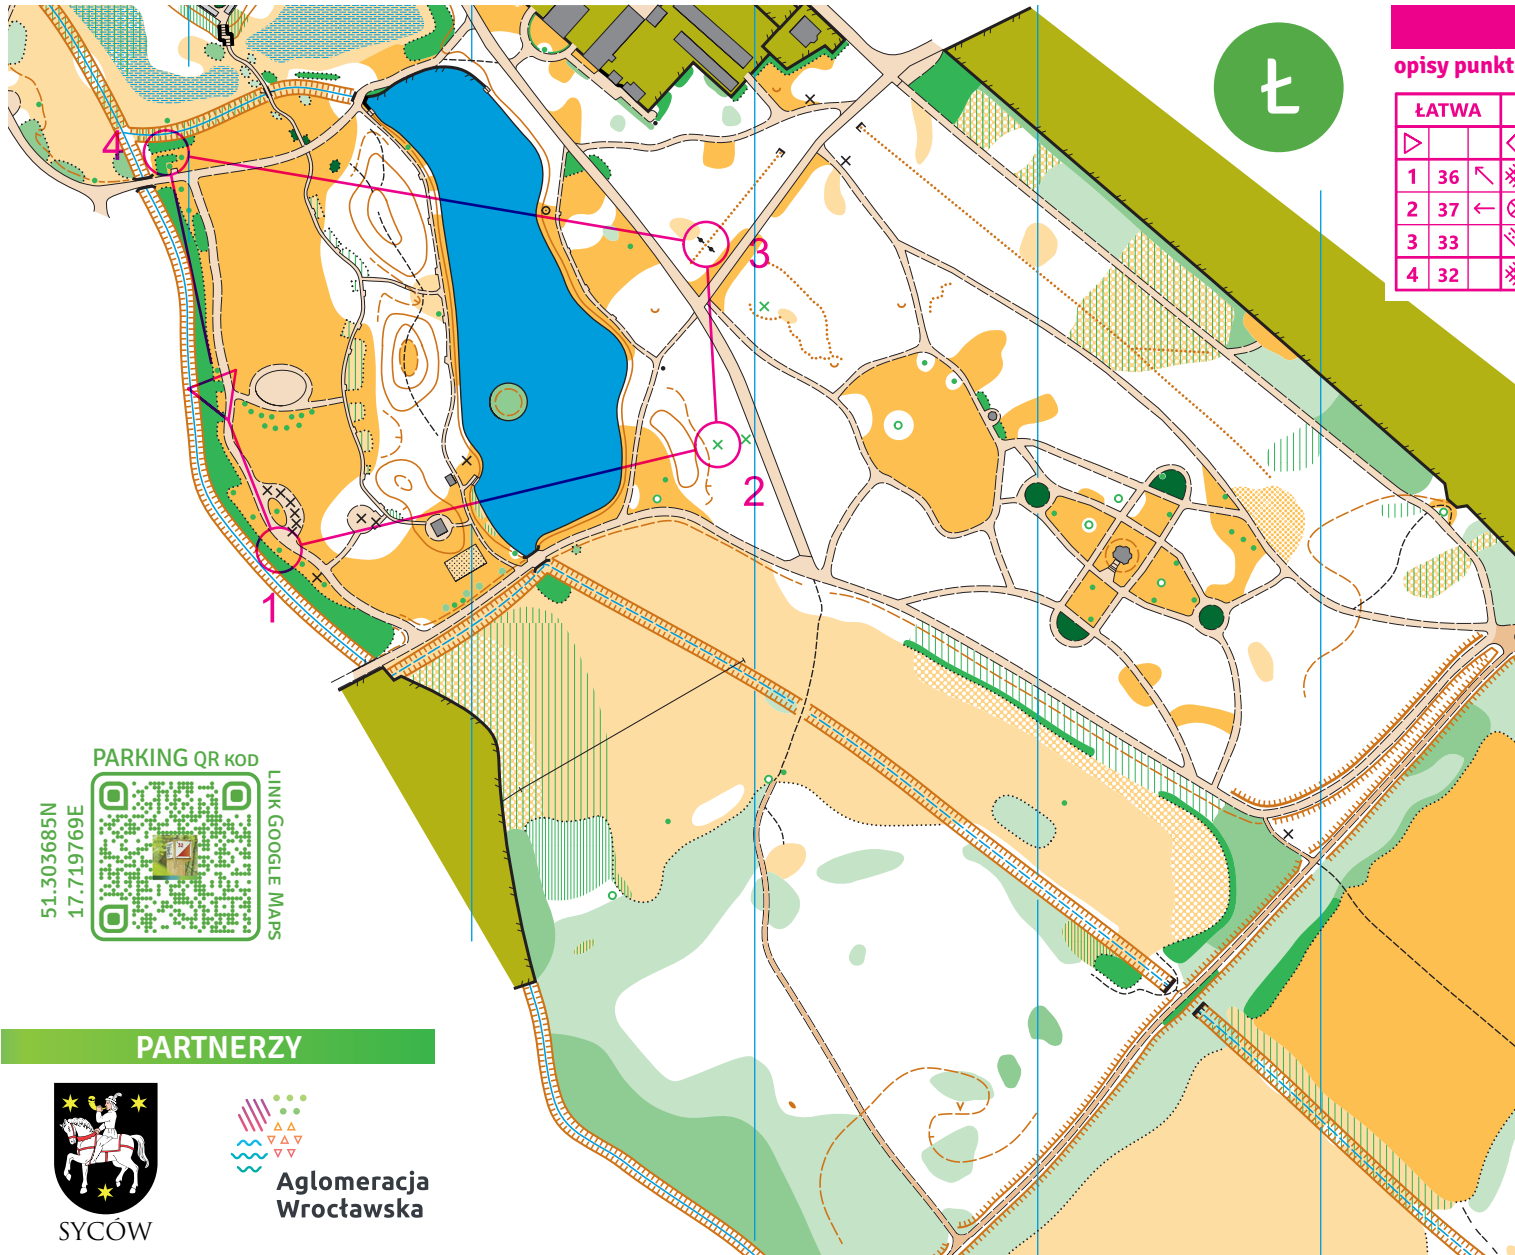 Ł
opisy punkt
ŁATWA
1 36
2 37
3 33
4 32
4
3
2
1
PARKING QR KOD
LINK GOOGLE MAPS
51.303685N
17.719769E
32
PARTNERZY
SYCÓW
Aglomeracja
Wrocławska